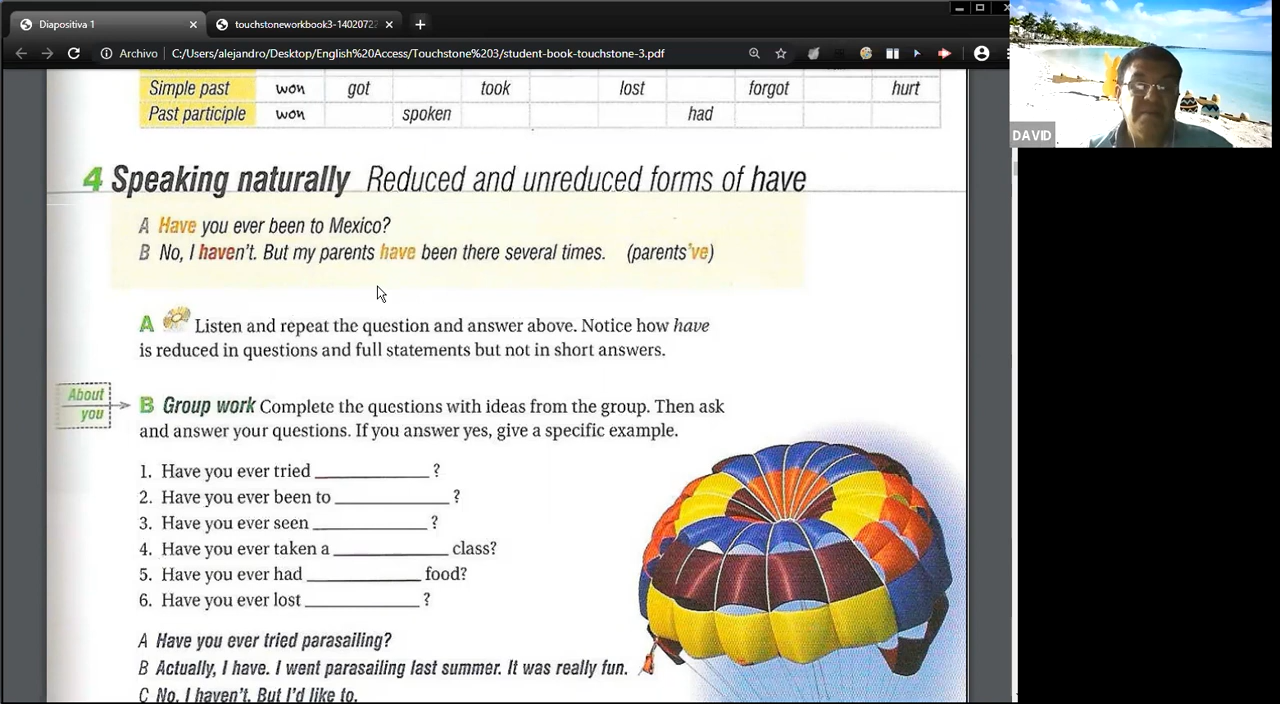 Diapositiva 1
touchstoneworkbook3-1402072
Archivo
C:/Users/alejandro/Desktop/English%20Access/Touchstone%203/student-book-touchstone-3.pdf
DAVID
Simple past won got took lost forgot hurt
Past participle won spoken had
4 Speaking naturally Reduced and unreduced forms of have
A Have you ever been to Mexico?
B No, I haven't. But my parents have been there several times. (parents've)
A Listen and repeat the question and answer above. Notice how have
is reduced in questions and full statements but not in short answers.
About
you
B Group work Complete the questions with ideas from the group. Then ask
and answer your questions. If you answer yes, give a specific example.
1. Have you ever tried ____________ ?
2. Have you ever been to ____________ ?
3. Have you ever seen ____________ ?
4. Have you ever taken a ____________ class?
5. Have you ever had ____________ food?
6. Have you ever lost ____________ ?
A Have you ever tried parasailing?
B Actually, I have. I went parasailing last summer. It was really fun.
C No, I haven't. But I'd like to.